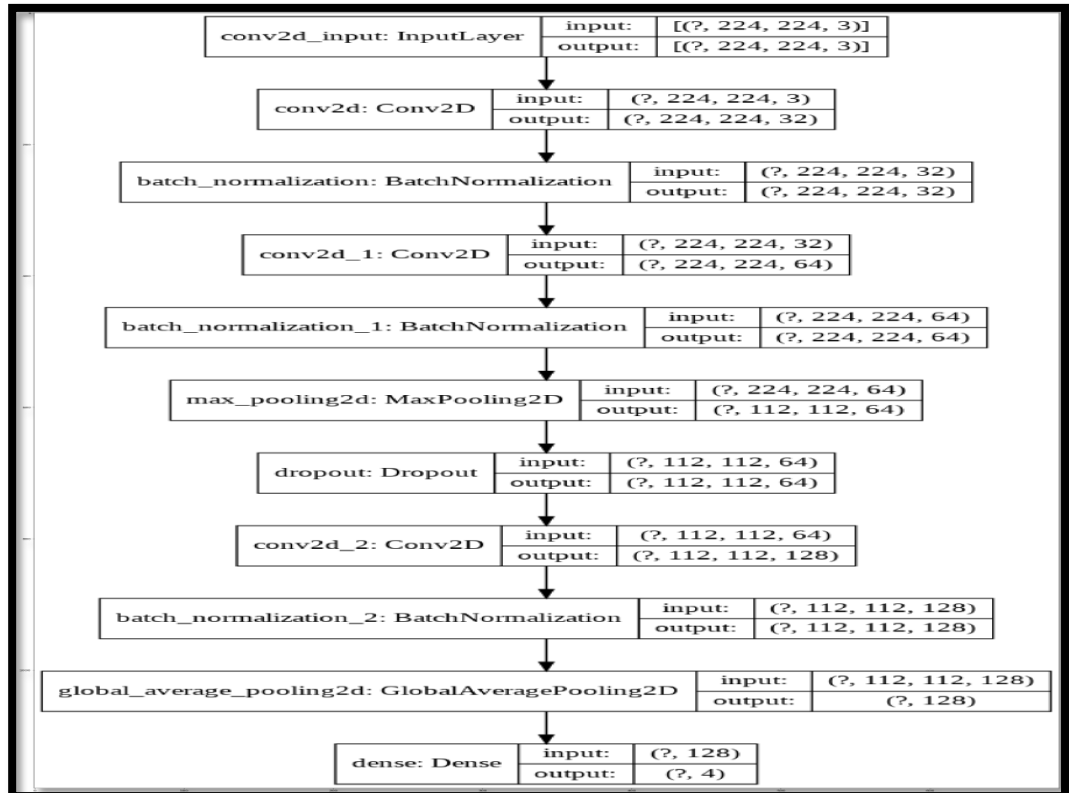 conv2d_input: InputLayer input: [(?, 224, 224, 3)]
output: [(?, 224, 224, 3)]
conv2d: Conv2D input: (?, 224, 224, 3)
output: (?, 224, 224, 32)
batch_normalization: BatchNormalization input: (?, 224, 224, 32)
output: (?, 224, 224, 32)
conv2d_1: Conv2D input: (?, 224, 224, 32)
output: (?, 224, 224, 64)
batch_normalization_1: BatchNormalization input: (?, 224, 224, 64)
output: (?, 224, 224, 64)
max_pooling2d: MaxPooling2D input: (?, 224, 224, 64)
output: (?, 112, 112, 64)
dropout: Dropout input: (?, 112, 112, 64)
output: (?, 112, 112, 64)
conv2d_2: Conv2D input: (?, 112, 112, 64)
output: (?, 112, 112, 128)
batch_normalization_2: BatchNormalization input: (?, 112, 112, 128)
output: (?, 112, 112, 128)
global_average_pooling2d: GlobalAveragePooling2D input: (?, 112, 112, 128)
output: (?, 128)
dense: Dense input: (?, 128)
output: (?, 4)